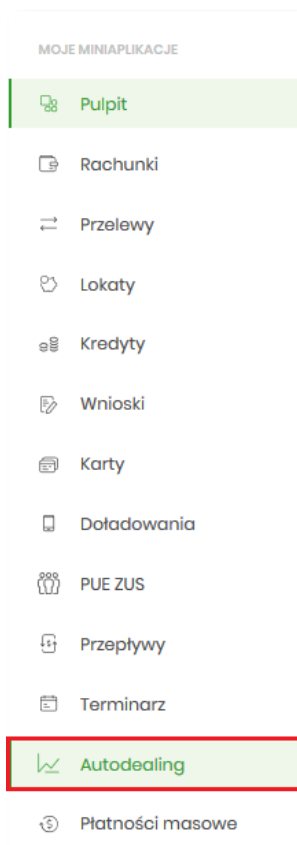 MOJE MINIAPLIKACJE
Pulpit
Rachunki
Przelewy
Lokaty
Kredyty
Wnioski
Karty
Doładowania
PUE ZUS
Przepływy
Terminarz
Autodealing
Płatności masowe